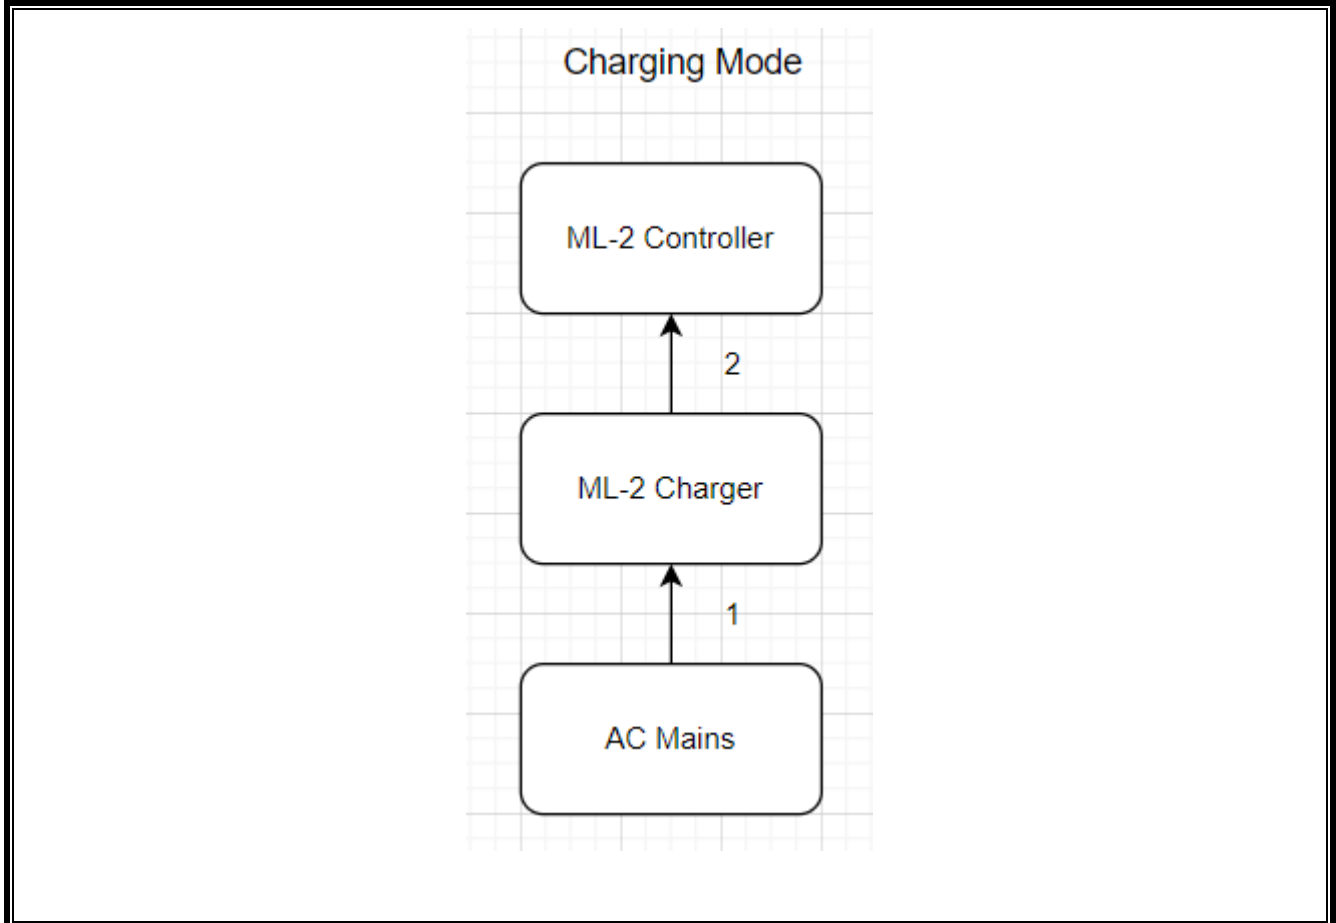 Charging Mode
ML-2 Controller
2
ML-2 Charger
1
AC Mains